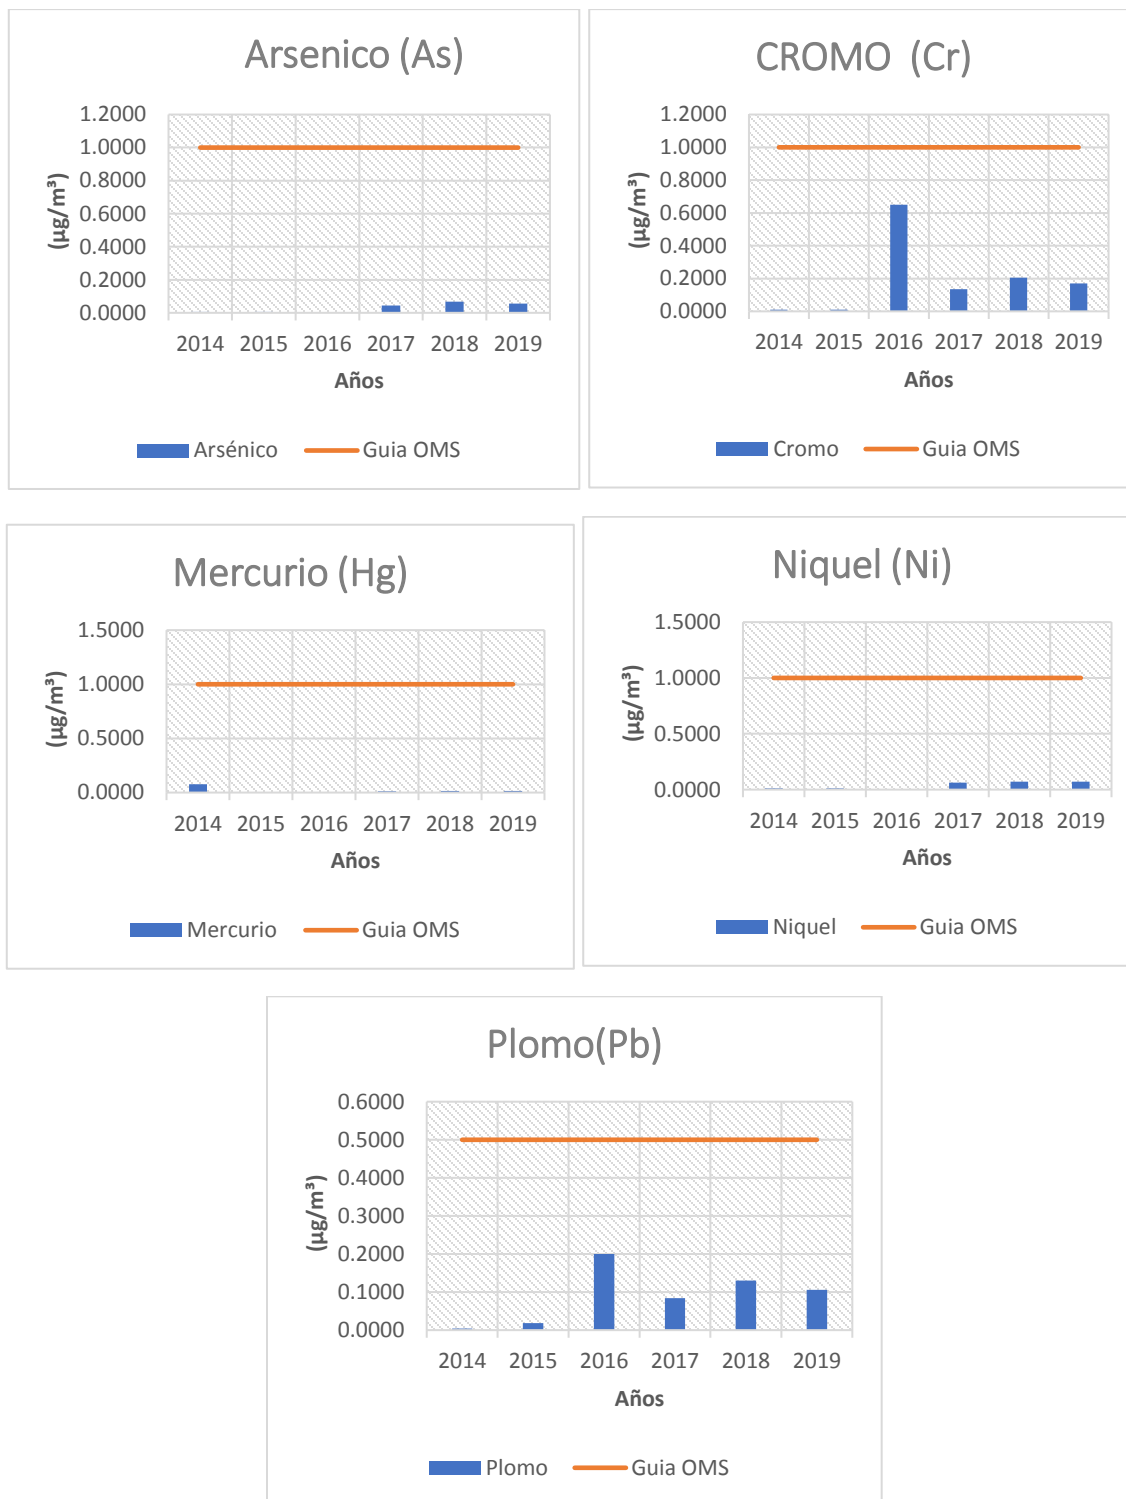 Arsenico (As)
1.2000
1.0000
0.8000
0.6000
0.4000
0.2000
0.0000
(µg/m³)
2014 2015 2016 2017 2018 2019
Años
Arsénico Guia OMS
CROMO (Cr)
1.2000
1.0000
0.8000
0.6000
0.4000
0.2000
0.0000
(µg/m³)
2014 2015 2016 2017 2018 2019
Años
Cromo Guia OMS
Mercurio (Hg)
1.5000
1.0000
0.5000
0.0000
(µg/m³)
2014 2015 2016 2017 2018 2019
Años
Mercurio Guia OMS
Niquel (Ni)
1.5000
1.0000
0.5000
0.0000
(µg/m³)
2014 2015 2016 2017 2018 2019
Años
Niquel Guia OMS
Plomo(Pb)
0.6000
0.5000
0.4000
0.3000
0.2000
0.1000
0.0000
(µg/m³)
2014 2015 2016 2017 2018 2019
Años
Plomo Guia OMS